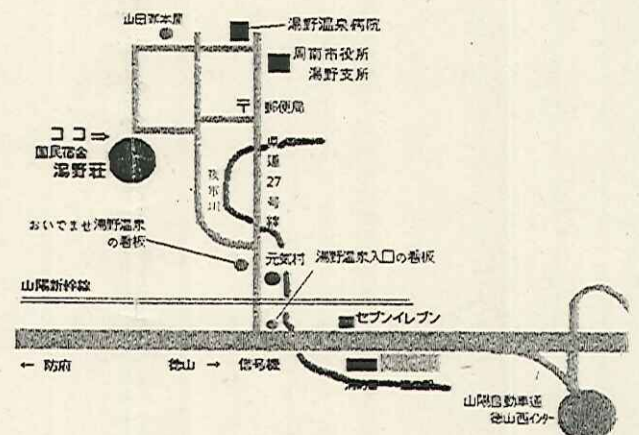 山田家本屋
湯野温泉病院
周南市役所
湯野支所
〒 郵便局
ココ⇒
国民宿舎
湯野荘
県道27号線
夜市川
おいでませ湯野温泉
の看板
元気村
湯野温泉入口の看板
山陽新幹線
セブンイレブン
← 防府
徳山 →
信号機
山陽自動車道
徳山西インター